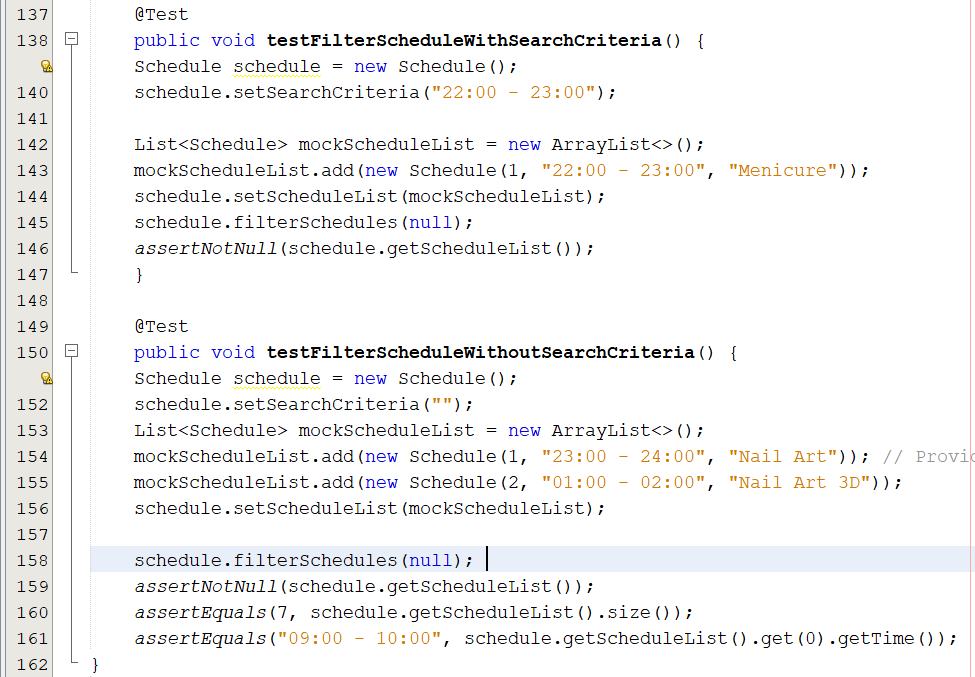 137 @Test
138 public void testFilterScheduleWithSearchCriteria() {
Schedule schedule = new Schedule();
140 schedule.setSearchCriteria("22:00 - 23:00");
141
142 List<Schedule> mockScheduleList = new ArrayList<>();
143 mockScheduleList.add(new Schedule(1, "22:00 - 23:00", "Menicure"));
144 schedule.setScheduleList(mockScheduleList);
145 schedule.filterSchedules(null);
146 assertNotNull(schedule.getScheduleList());
147 }
148
149 @Test
150 public void testFilterScheduleWithoutSearchCriteria() {
Schedule schedule = new Schedule();
152 schedule.setSearchCriteria("");
153 List<Schedule> mockScheduleList = new ArrayList<>();
154 mockScheduleList.add(new Schedule(1, "23:00 - 24:00", "Nail Art")); // Provid
155 mockScheduleList.add(new Schedule(2, "01:00 - 02:00", "Nail Art 3D"));
156 schedule.setScheduleList(mockScheduleList);
157
158 schedule.filterSchedules(null);
159 assertNotNull(schedule.getScheduleList());
160 assertEquals(7, schedule.getScheduleList().size());
161 assertEquals("09:00 - 10:00", schedule.getScheduleList().get(0).getTime());
162 }